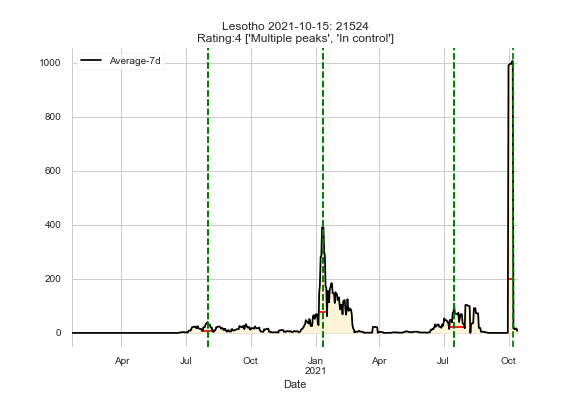 Lesotho 2021-10-15: 21524
Rating:4 ['Multiple peaks', 'In control']
Average-7d
1000
800
600
400
200
0
Apr Jul Oct Jan Apr Jul Oct
2021
Date